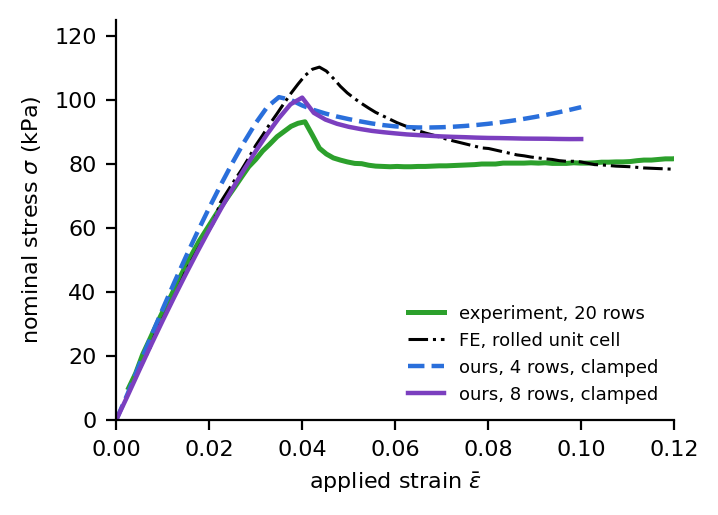 120
100
80
60
40
20
0
nominal stress σ (kPa)
experiment, 20 rows
FE, rolled unit cell
ours, 4 rows, clamped
ours, 8 rows, clamped
0.00 0.02 0.04 0.06 0.08 0.10 0.12
applied strain ε̄